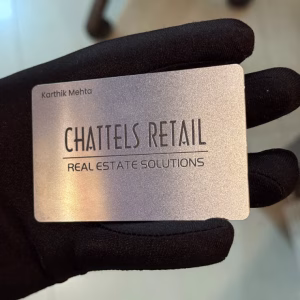 Karthik Mehta
CHATTELS RETAIL
REAL ESTATE SOLUTIONS